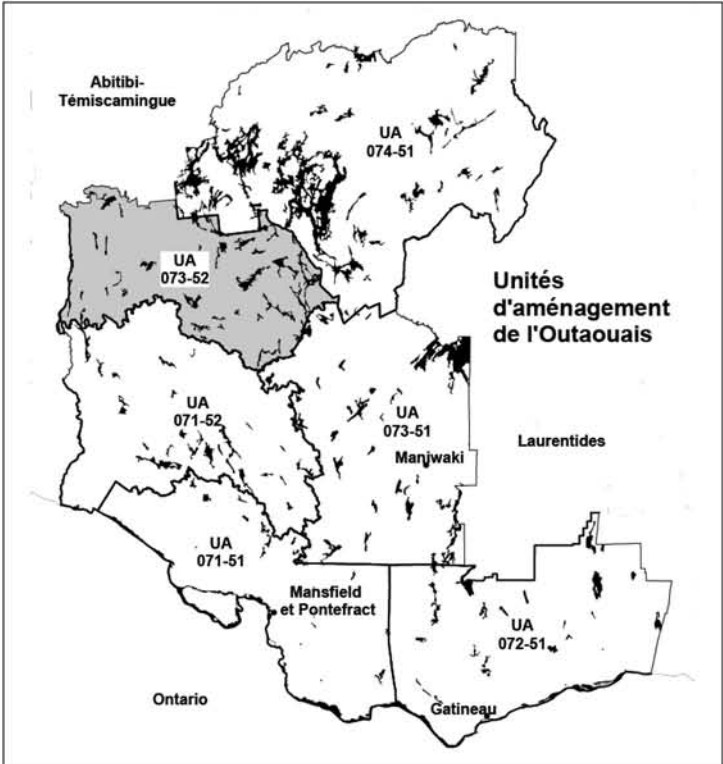 Abitibi-
Témiscamingue
UA
074-51
UA
073-52
Unités
d'aménagement
de l'Outaouais
UA
071-52
UA
073-51
Maniwaki
Laurentides
UA
071-51
Mansfield
et Pontefract
UA
072-51
Ontario
Gatineau